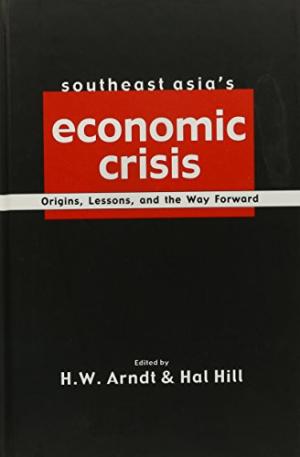 southeast asia's
economic
crisis
Origins, Lessons, and the Way Forward
Edited by
H.W. Arndt & Hal Hill